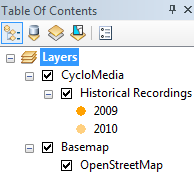 Table Of Contents
Layers
CycloMedia
Historical Recordings
2009
2010
Basemap
OpenStreetMap